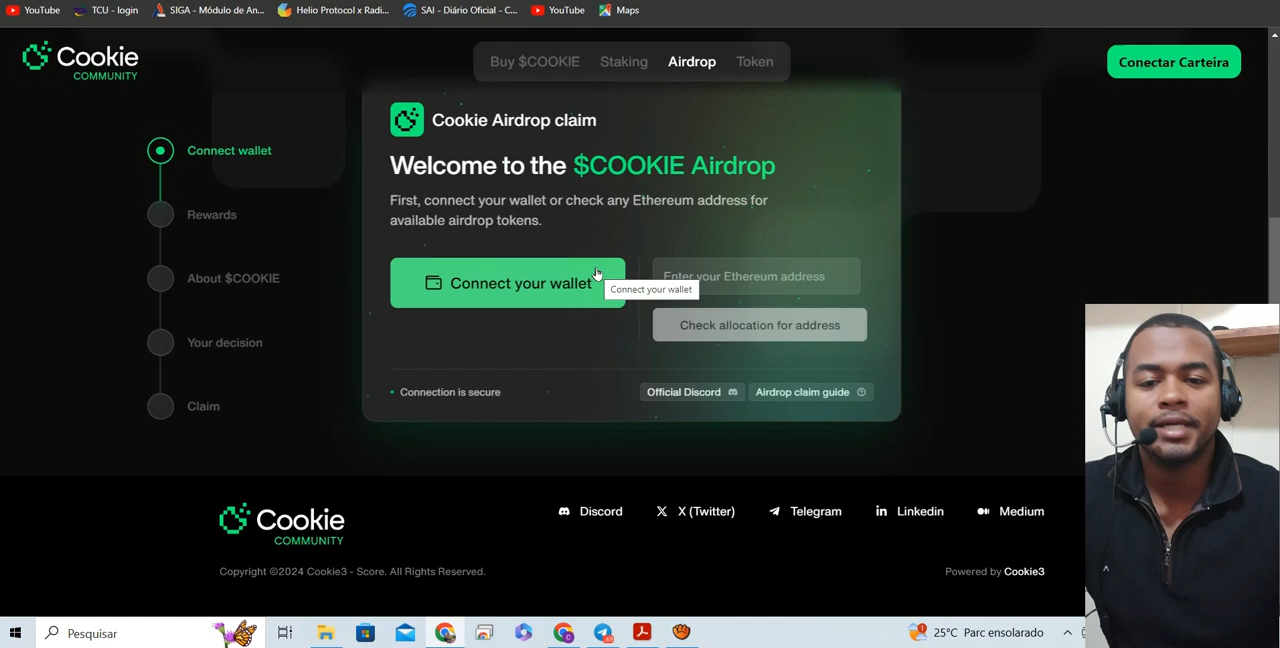 YouTube TCU - login SIGA - Módulo de An... Helio Protocol x Radi... SAI - Diário Oficial - C... YouTube Maps
Cookie
COMMUNITY
Buy $COOKIE Staking Airdrop Token
Conectar Carteira
Connect wallet
Rewards
About $COOKIE
Your decision
Claim
Cookie Airdrop claim
Welcome to the $COOKIE Airdrop
First, connect your wallet or check any Ethereum address for
available airdrop tokens.
Connect your wallet
Enter your Ethereum address
Connect your wallet
Check allocation for address
Connection is secure
Official Discord
Airdrop claim guide
Cookie
COMMUNITY
Discord X (Twitter) Telegram Linkedin Medium
Copyright ©2024 Cookie3 - Score. All Rights Reserved.
Powered by Cookie3
Pesquisar
25°C Parc ensolarado